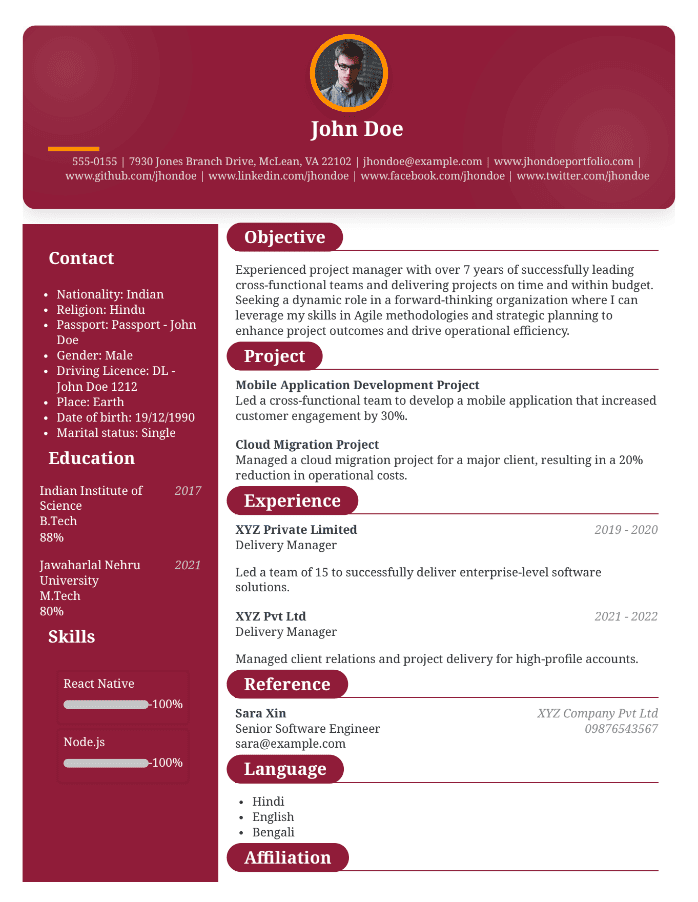 John Doe
555-0155 | 7930 Jones Branch Drive, McLean, VA 22102 | jhondoe@example.com | www.jhondoeportfolio.com |
www.github.com/jhondoe | www.linkedin.com/jhondoe | www.facebook.com/jhondoe | www.twitter.com/jhondoe
Contact
• Nationality: Indian
• Religion: Hindu
• Passport: Passport - John
Doe
• Gender: Male
• Driving Licence: DL -
John Doe 1212
• Place: Earth
• Date of birth: 19/12/1990
• Marital status: Single
Education
Indian Institute of 2017
Science
B.Tech
88%
Jawaharlal Nehru 2021
University
M.Tech
80%
Skills
React Native
-100%
Node.js
-100%
Objective
Experienced project manager with over 7 years of successfully leading
cross-functional teams and delivering projects on time and within budget.
Seeking a dynamic role in a forward-thinking organization where I can
leverage my skills in Agile methodologies and strategic planning to
enhance project outcomes and drive operational efficiency.
Project
Mobile Application Development Project
Led a cross-functional team to develop a mobile application that increased
customer engagement by 30%.
Cloud Migration Project
Managed a cloud migration project for a major client, resulting in a 20%
reduction in operational costs.
Experience
XYZ Private Limited 2019 - 2020
Delivery Manager
Led a team of 15 to successfully deliver enterprise-level software
solutions.
XYZ Pvt Ltd 2021 - 2022
Delivery Manager
Managed client relations and project delivery for high-profile accounts.
Reference
Sara Xin XYZ Company Pvt Ltd
Senior Software Engineer 09876543567
sara@example.com
Language
• Hindi
• English
• Bengali
Affiliation